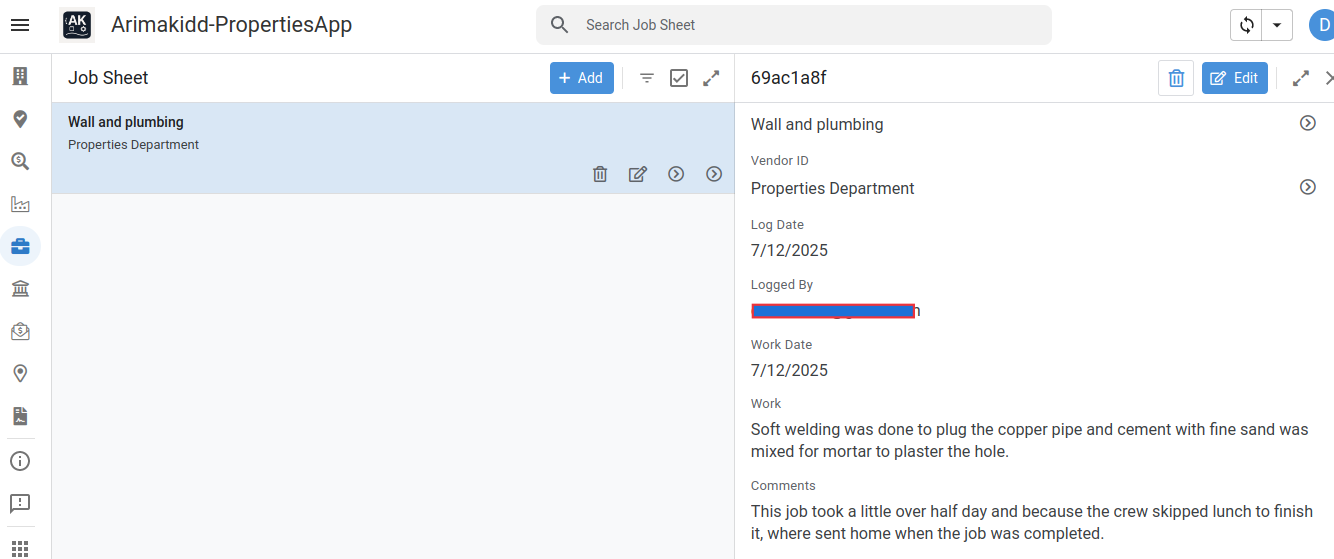 AK
Arimakidd-PropertiesApp
Search Job Sheet
D
Job Sheet
+ Add
69ac1a8f
Edit
Wall and plumbing
Properties Department
Wall and plumbing
Vendor ID
Properties Department
Log Date
7/12/2025
Logged By
Work Date
7/12/2025
Work
Soft welding was done to plug the copper pipe and cement with fine sand was
mixed for mortar to plaster the hole.
Comments
This job took a little over half day and because the crew skipped lunch to finish
it, where sent home when the job was completed.